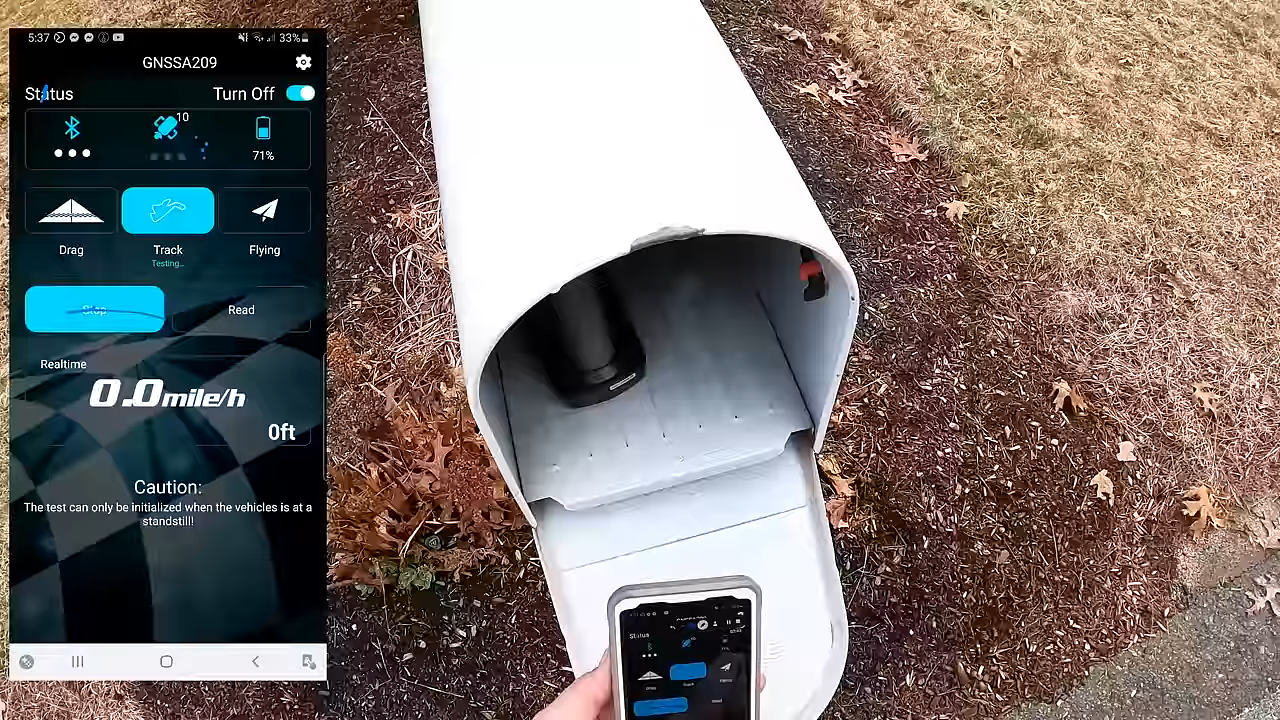 5:37
33%
GNSSA209
Status
Turn Off
10
71%
Drag
Track
Flying
Testing...
Stop
Read
Realtime
0.0mile/h
0ft
Caution:
The test can only be initialized when the vehicles is at a
standstill!
Status